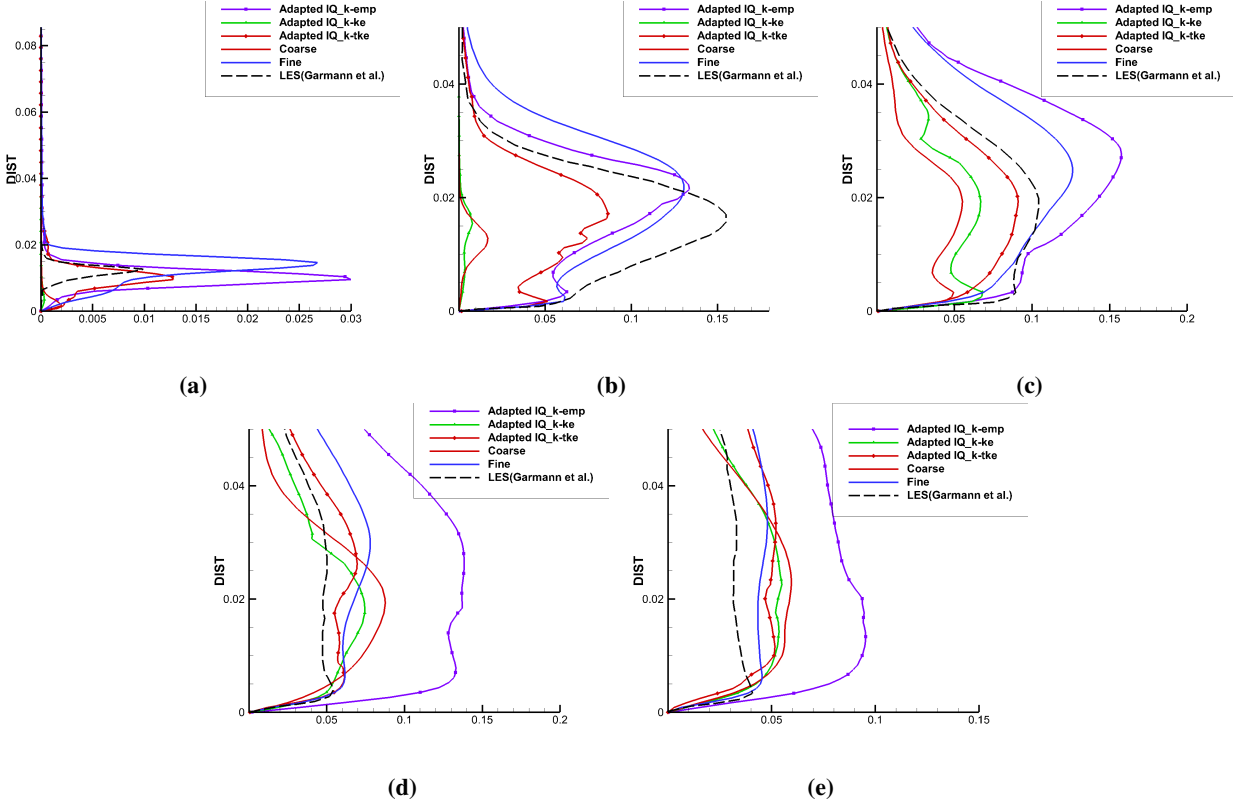 Adapted IQ_k-emp
Adapted IQ_k-ke
Adapted IQ_k-tke
Coarse
Fine
LES(Garmann et al.)
DIST
0.08
0.06
0.04
0.02
0
0 0.005 0.01 0.015 0.02 0.025 0.03
(a)
Adapted IQ_k-emp
Adapted IQ_k-ke
Adapted IQ_k-tke
Coarse
Fine
LES(Garmann et al.)
DIST
0.04
0.02
0
0.05 0.1 0.15
(b)
Adapted IQ_k-emp
Adapted IQ_k-ke
Adapted IQ_k-tke
Coarse
Fine
LES(Garmann et al.)
DIST
0.04
0.02
0
0.05 0.1 0.15 0.2
(c)
Adapted IQ_k-emp
Adapted IQ_k-ke
Adapted IQ_k-tke
Coarse
Fine
LES(Garmann et al.)
DIST
0.04
0.02
0
0.05 0.1 0.15 0.2
(d)
Adapted IQ_k-emp
Adapted IQ_k-ke
Adapted IQ_k-tke
Coarse
Fine
LES(Garmann et al.)
DIST
0.04
0.02
0
0.05 0.1 0.15
(e)